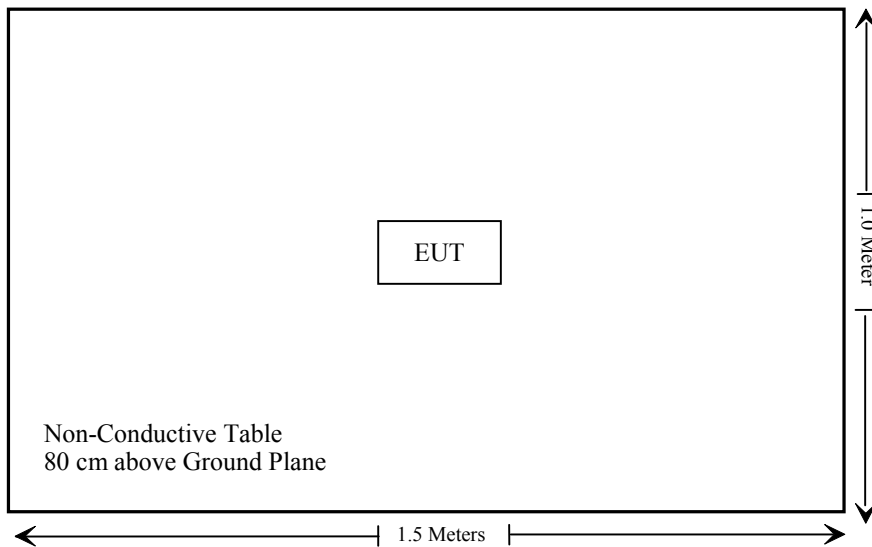 EUT
1.0 Meter
Non-Conductive Table
80 cm above Ground Plane
1.5 Meters